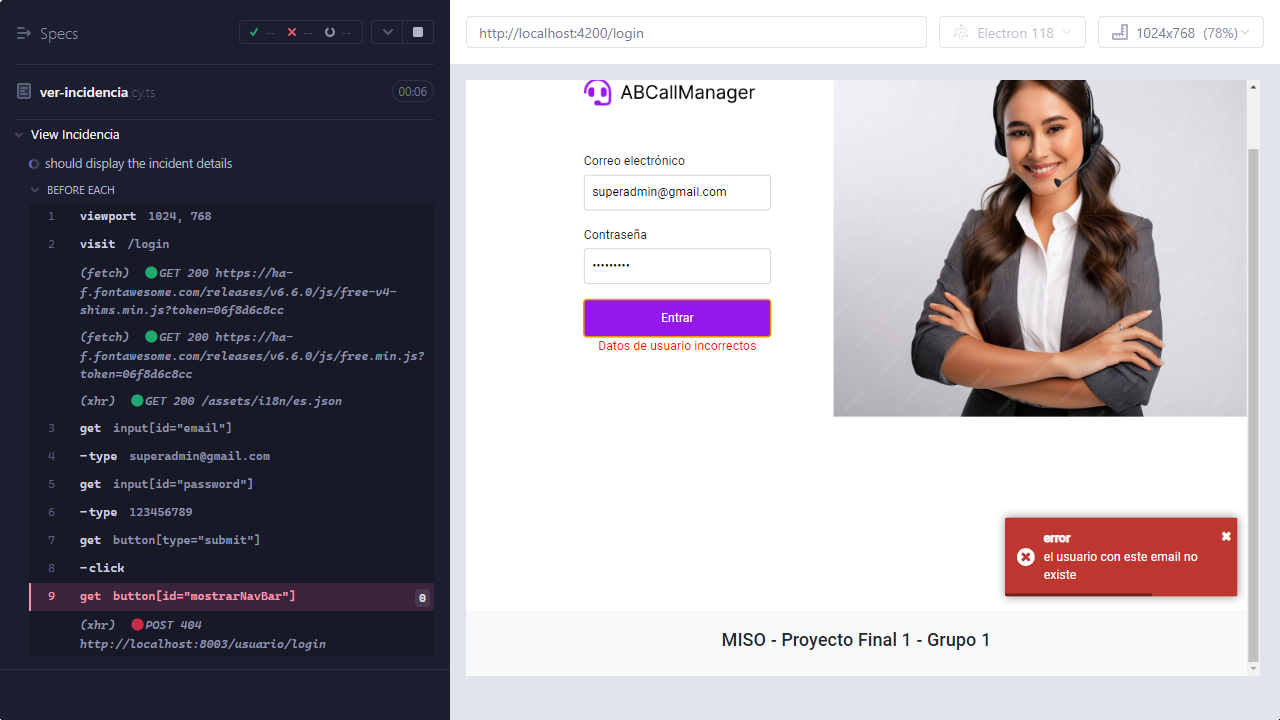 Specs
-- -- --
ver-incidencia.cy.ts
00:06
View Incidencia
should display the incident details
BEFORE EACH
1 viewport 1024, 768
2 visit /login
(fetch) GET 200 https://ka-
f.fontawesome.com/releases/v6.6.0/js/free-v4-
shims.min.js?token=06f8d6c8cc
(fetch) GET 200 https://ka-
f.fontawesome.com/releases/v6.6.0/js/free.min.js?
token=06f8d6c8cc
(xhr) GET 200 /assets/i18n/es.json
3 get input[id="email"]
4 -type superadmin@gmail.com
5 get input[id="password"]
6 -type 123456789
7 get button[type="submit"]
8 -click
9 get button[id="mostrarNavBar"] 0
(xhr) POST 404
http://localhost:8003/usuario/login
http://localhost:4200/login
Electron 118
1024x768 (78%)
ABCallManager
Correo electrónico
superadmin@gmail.com
Contraseña
•••••••••
Entrar
Datos de usuario incorrectos
error
el usuario con este email no
existe
MISO - Proyecto Final 1 - Grupo 1